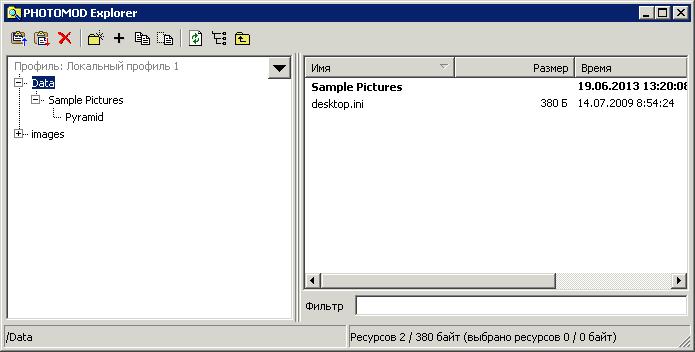 PHOTOMOD Explorer
Профиль: Локальный профиль 1
Data
Sample Pictures
Pyramid
images
Имя Размер Время
Sample Pictures 19.06.2013 13:20:08
desktop.ini 380 Б 14.07.2009 8:54:24
Фильтр
/Data Ресурсов 2 / 380 байт (выбрано ресурсов 0 / 0 байт)